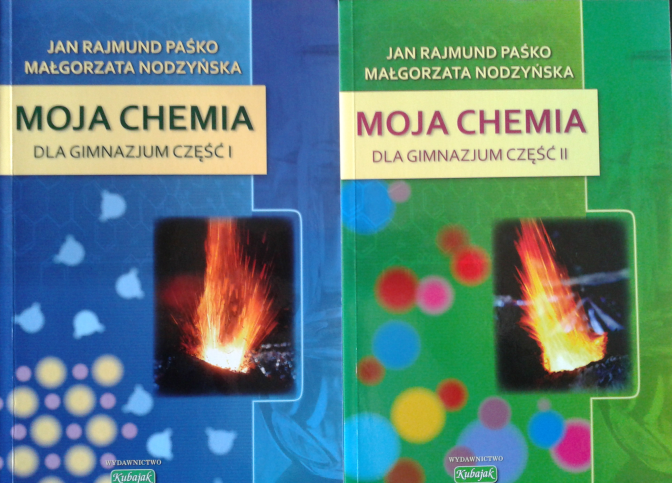 JAN RAJMUND PAŚKO
MAŁGORZATA NODZYŃSKA
MOJA CHEMIA
DLA GIMNAZJUM CZĘŚĆ I
WYDAWNICTWO
Kubajak
JAN RAJMUND PAŚKO
MAŁGORZATA NODZYŃSKA
MOJA CHEMIA
DLA GIMNAZJUM CZĘŚĆ II
WYDAWNICTWO
Kubajak